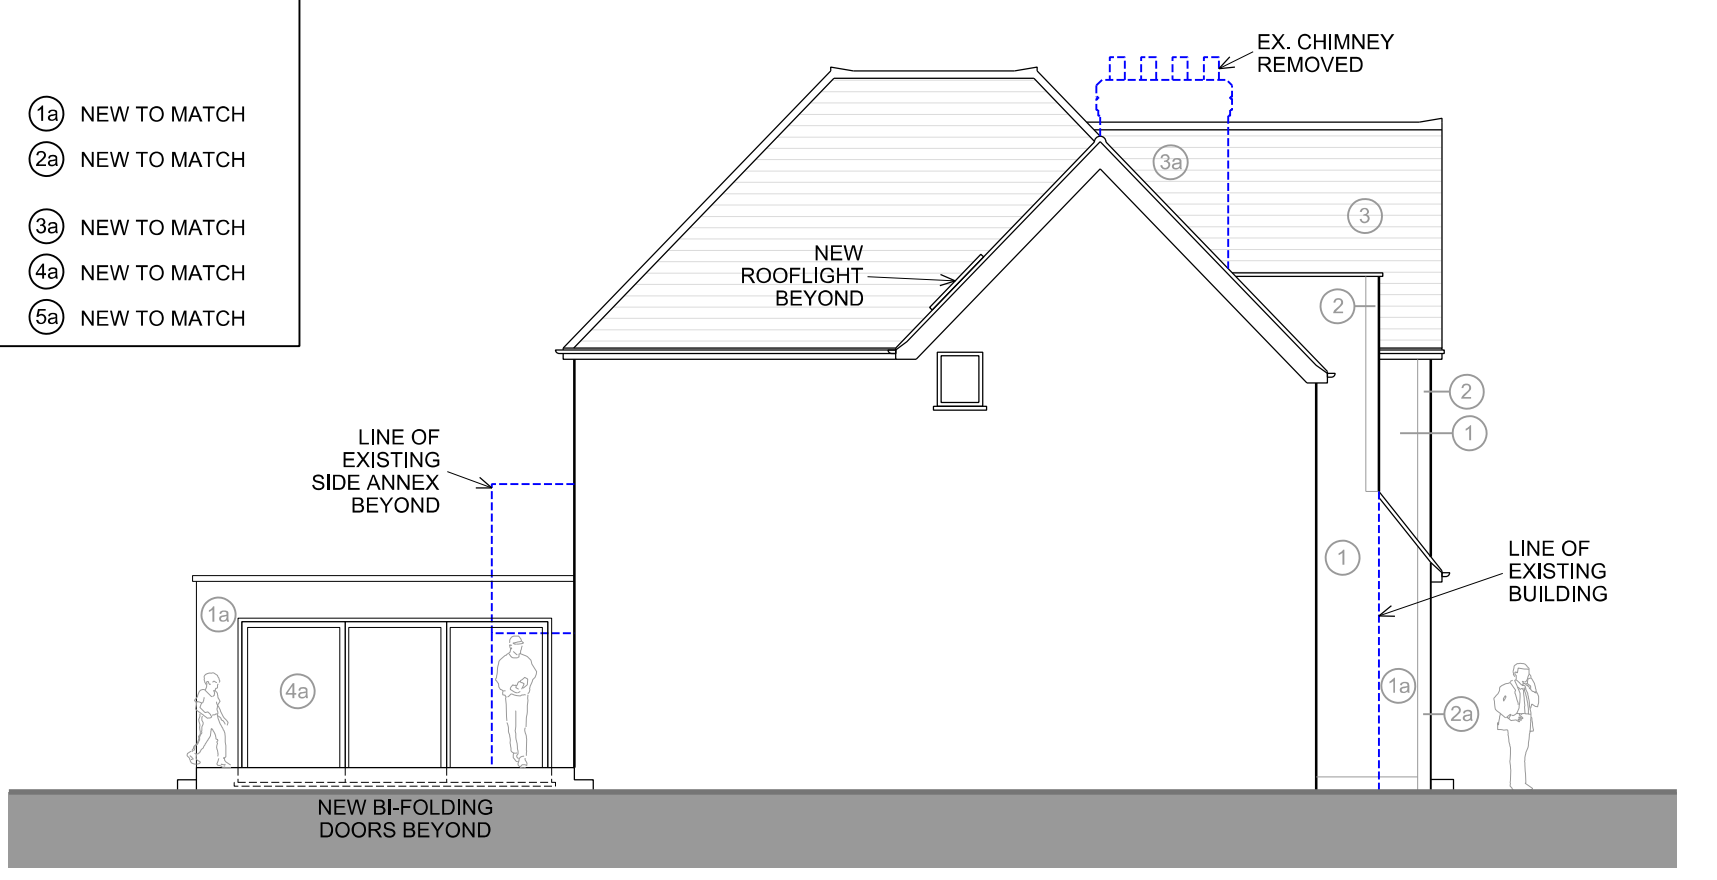 1a NEW TO MATCH
2a NEW TO MATCH
3a NEW TO MATCH
4a NEW TO MATCH
5a NEW TO MATCH
EX. CHIMNEY
REMOVED
3a
3
NEW
ROOFLIGHT
BEYOND
2
2
1
LINE OF
EXISTING
SIDE ANNEX
BEYOND
1
LINE OF
EXISTING
BUILDING
1a
4a
1a
2a
NEW BI-FOLDING
DOORS BEYOND